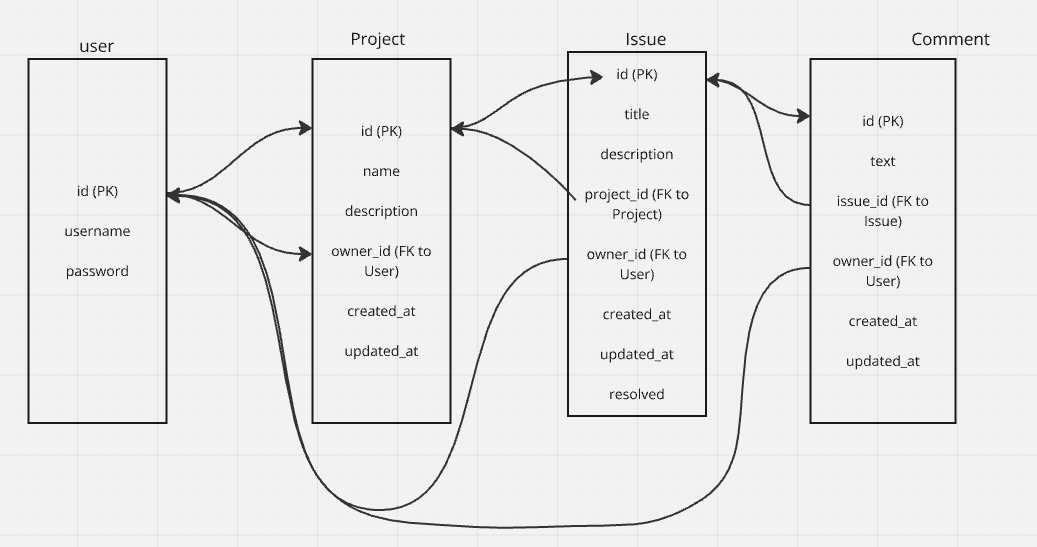 user
id (PK)
username
password
Project
id (PK)
name
description
owner_id (FK to
User)
created_at
updated_at
Issue
id (PK)
title
description
project_id (FK to
Project)
owner_id (FK to
User)
created_at
updated_at
resolved
Comment
id (PK)
text
issue_id (FK to
Issue)
owner_id (FK to
User)
created_at
updated_at